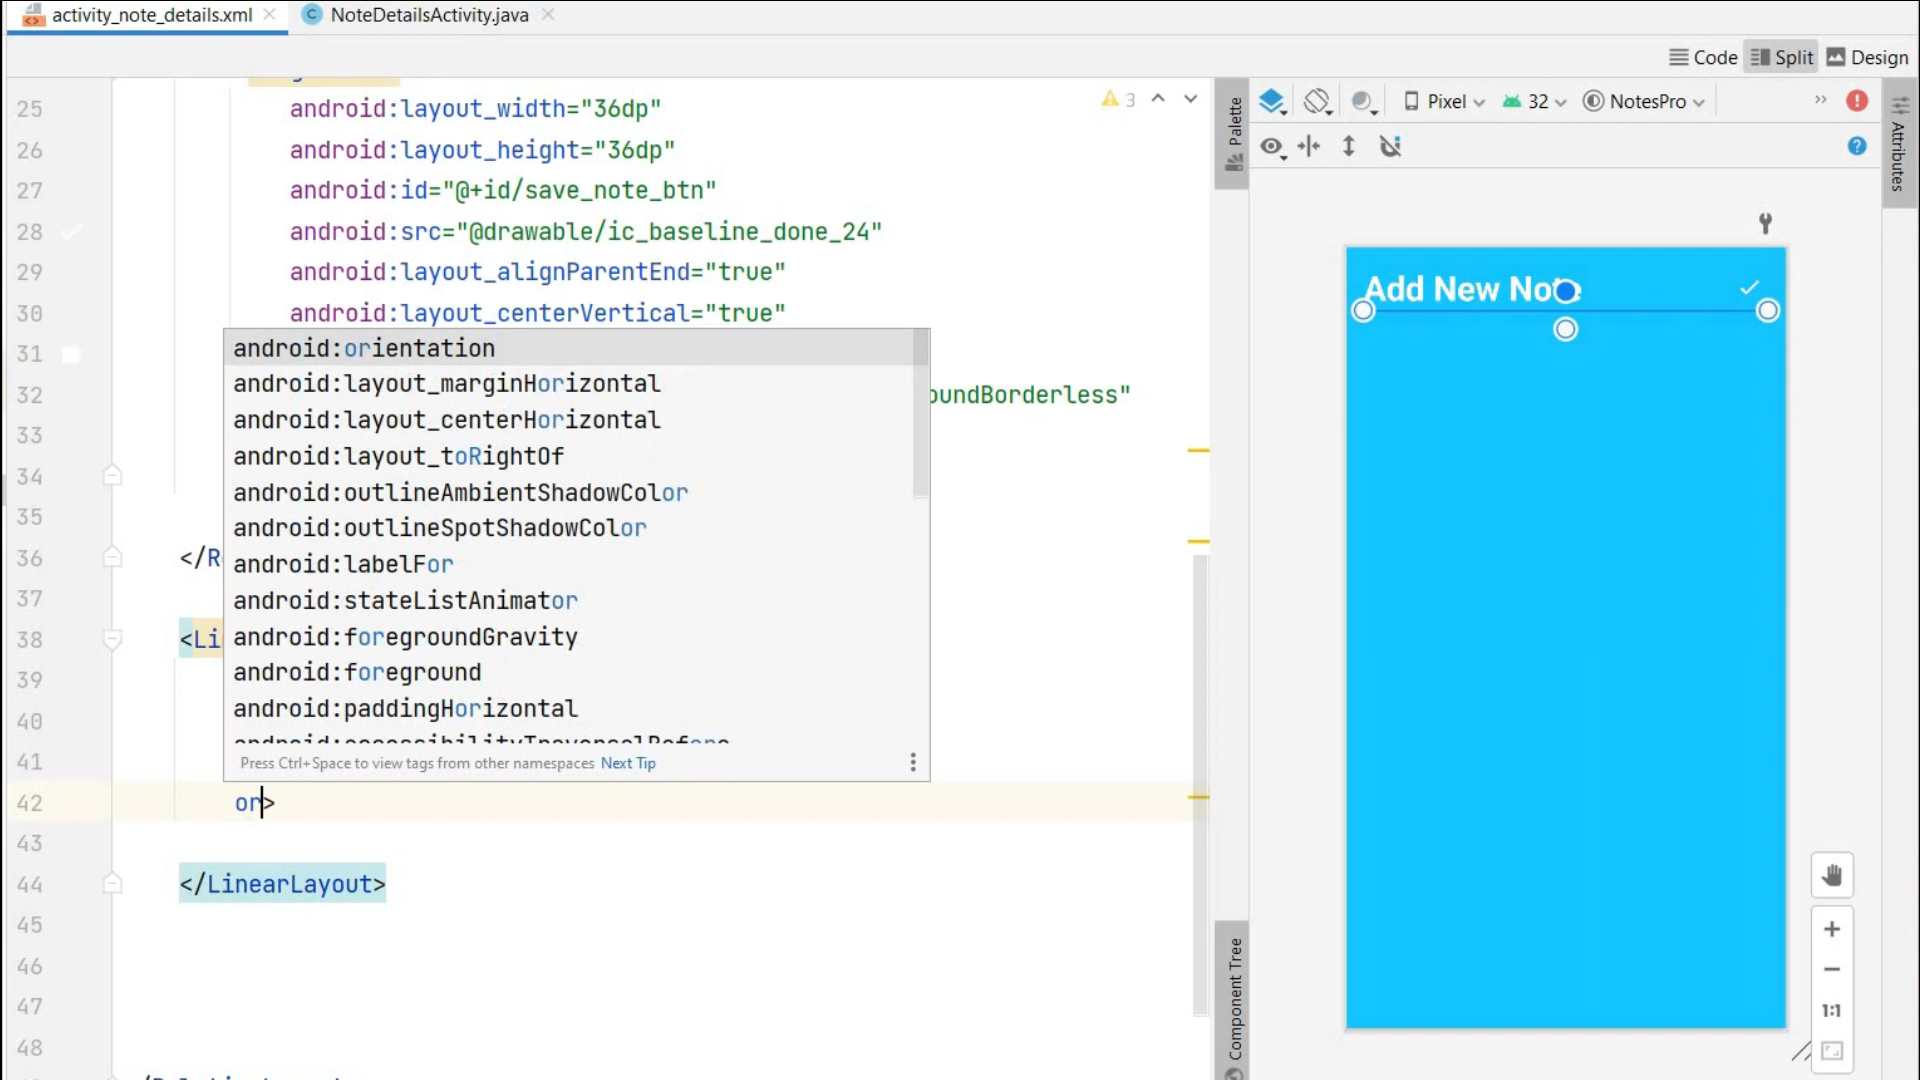 activity_note_details.xml
NoteDetailsActivity.java
Code
Split
Design
25 android:layout_width="36dp"
26 android:layout_height="36dp"
27 android:id="@+id/save_note_btn"
28 android:src="@drawable/ic_baseline_done_24"
29 android:layout_alignParentEnd="true"
30 android:layout_centerVertical="true"
31
32 oundBorderless"
33
34
35
36 </R
37
38 <Li
39
40
41
42 or>
43
44 </LinearLayout>
45
46
47
48
3
android:orientation
android:layout_marginHorizontal
android:layout_centerHorizontal
android:layout_toRightOf
android:outlineAmbientShadowColor
android:outlineSpotShadowColor
android:labelFor
android:stateListAnimator
android:foregroundGravity
android:foreground
android:paddingHorizontal
android:accessibilityTraversalBefore
Press Ctrl+Space to view tags from other namespaces Next Tip
Palette
Component Tree
Pixel
32
NotesPro
Attributes
Add New Note
1:1